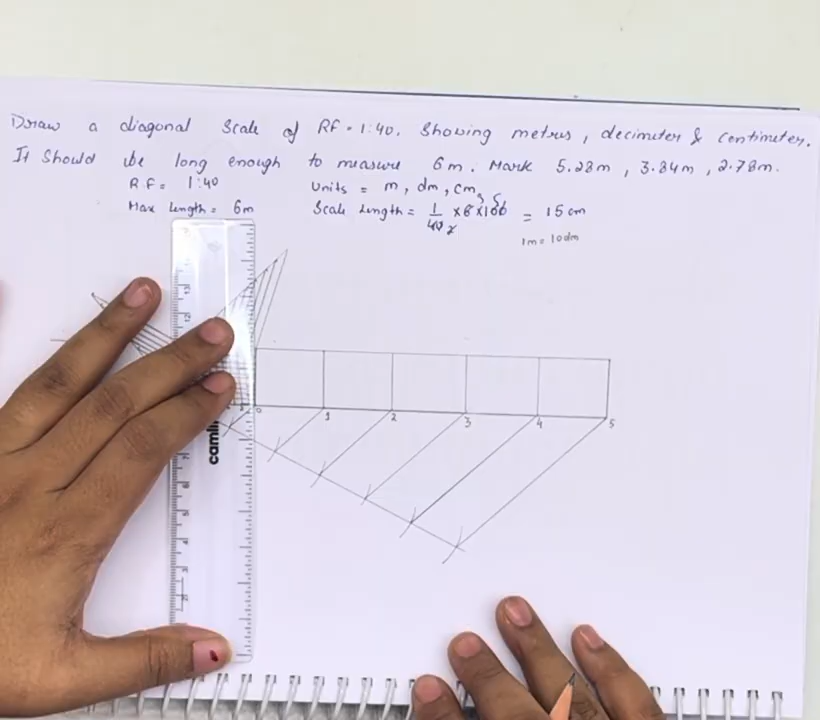 Draw a diagonal Scale of RF = 1:40. Showing metres, decimeter & Centimeter.
It Should be long enough to measure 6m. Mark 5.28m, 3.84m, 2.78m.
R.F = 1:40 Units = m, dm, cm
Max Length = 6m Scale Length = 1/40 x 6 x 100 = 15 cm
1m = 10dm
0 1 2 3 4 5
camlin